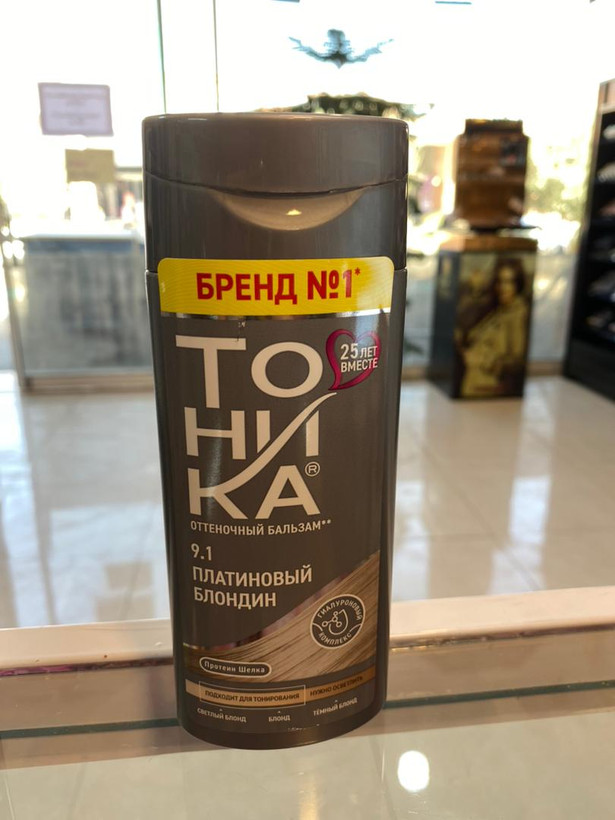 БРЕНД №1*
ТО
НИ
КА®
25 ЛЕТ
ВМЕСТЕ
ОТТЕНОЧНЫЙ БАЛЬЗАМ**
9.1
ПЛАТИНОВЫЙ
БЛОНДИН
ГИАЛУРОНОВЫЙ
КОМПЛЕКС
Протеин Шелка
ПОДХОДИТ ДЛЯ ТОНИРОВАНИЯ
НУЖНО ОСВЕТЛИТЬ
СВЕТЛЫЙ БЛОНД
БЛОНД
ТЁМНЫЙ БЛОНД